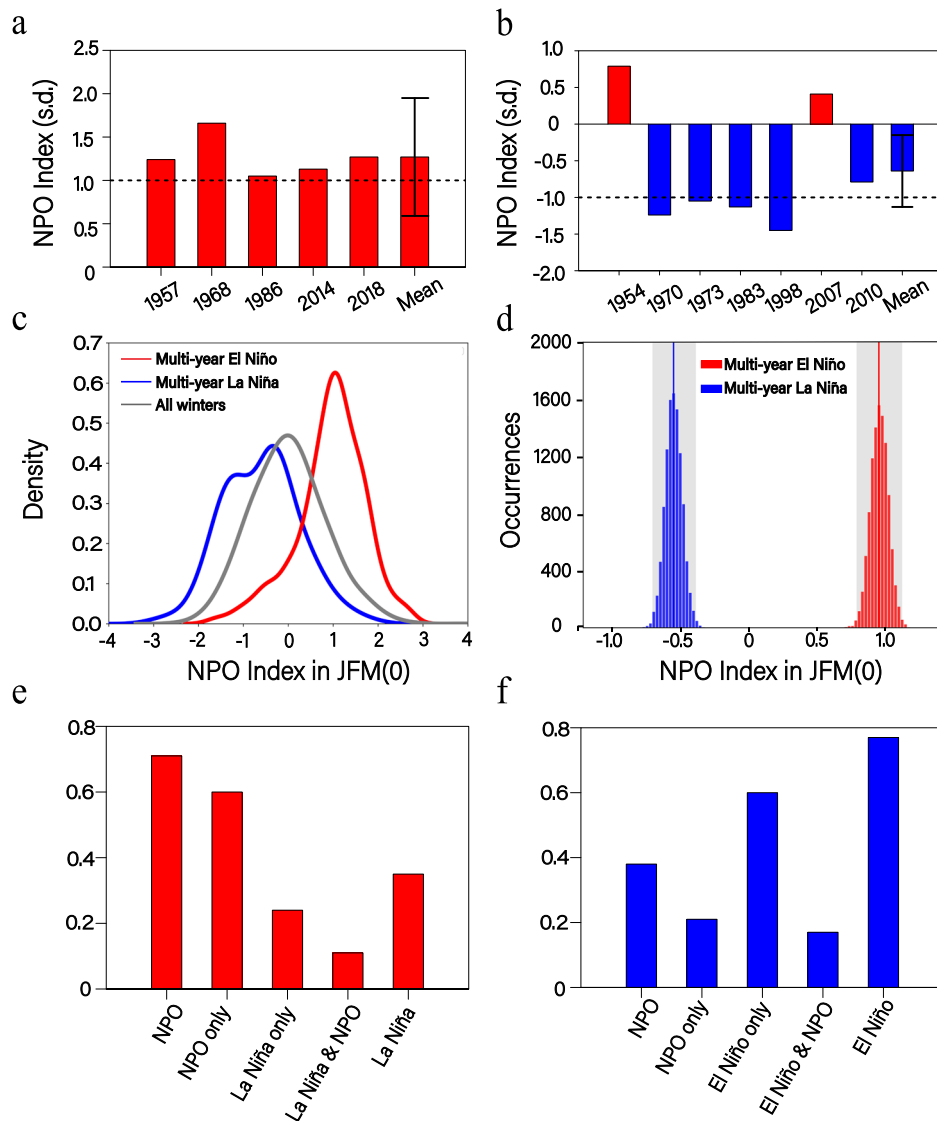 a
NPO Index (s.d.)
2.5
2.0
1.5
1.0
0.5
0
1957
1968
1986
2014
2018
Mean
b
NPO Index (s.d.)
1.0
0.5
0
-0.5
-1.0
-1.5
-2.0
1954
1970
1973
1983
1998
2007
2010
Mean
c
Density
0.7
0.6
0.5
0.4
0.3
0.2
0.1
0.0
Multi-year El Niño
Multi-year La Niña
All winters
-4
-3
-2
-1
0
1
2
3
4
NPO Index in JFM(0)
d
Occurrences
2000
1600
1200
800
400
0
Multi-year El Niño
Multi-year La Niña
-1.0
-0.5
0
0.5
1.0
NPO Index in JFM(0)
e
0.8
0.6
0.4
0.2
0
NPO
NPO only
La Niña only
La Niña & NPO
La Niña
f
0.8
0.6
0.4
0.2
0
NPO
NPO only
El Niño only
El Niño & NPO
El Niño